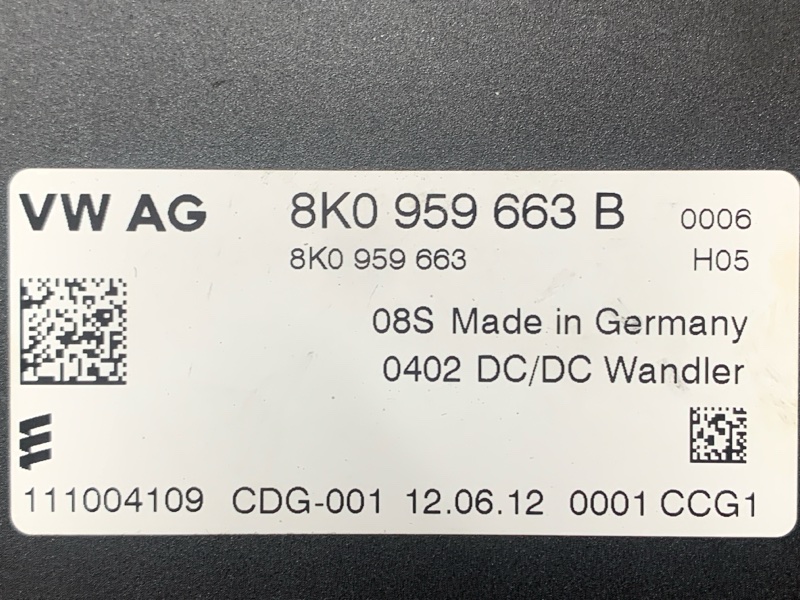 VW AG 8K0 959 663 B 0006
8K0 959 663 H05
08S Made in Germany
0402 DC/DC Wandler
111004109 CDG-001 12.06.12 0001 CCG1